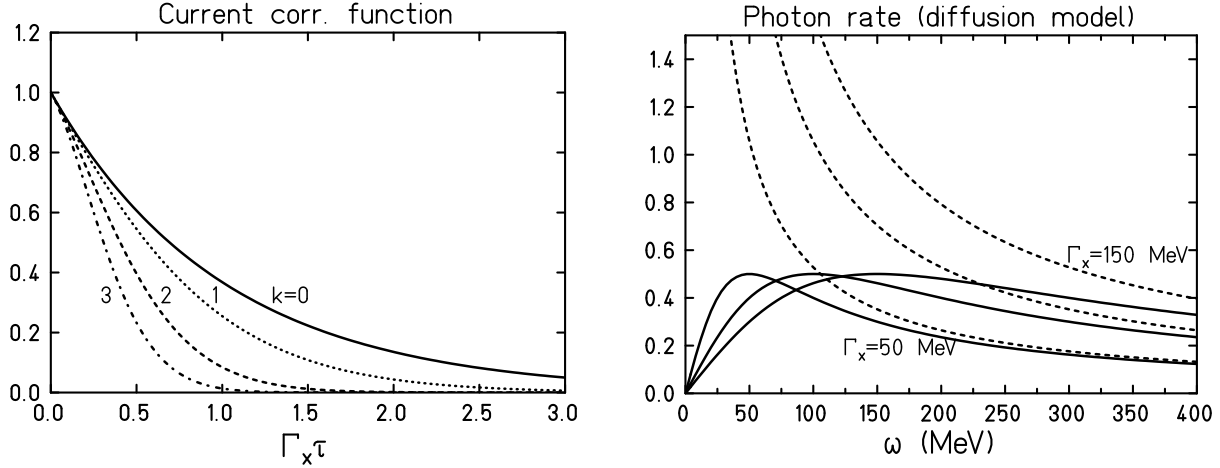 Current corr. function
1.2
1.0
0.8
0.6
0.4
0.2
0.0
3
2
1
k=0
0.0 0.5 1.0 1.5 2.0 2.5 3.0
Γxτ
Photon rate (diffusion model)
1.4
1.2
1.0
0.8
0.6
0.4
0.2
0.0
Γx=150 MeV
Γx=50 MeV
0 50 100 150 200 250 300 350 400
ω (MeV)